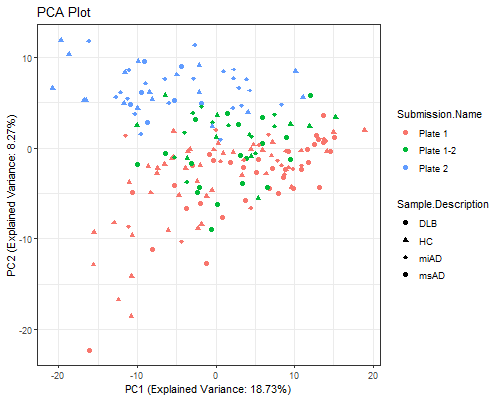 PCA Plot
PC2 (Explained Variance: 8.27%)
10
0
-10
-20
-20
-10
0
10
20
PC1 (Explained Variance: 18.73%)
Submission.Name
Plate 1
Plate 1-2
Plate 2
Sample.Description
DLB
HC
miAD
msAD